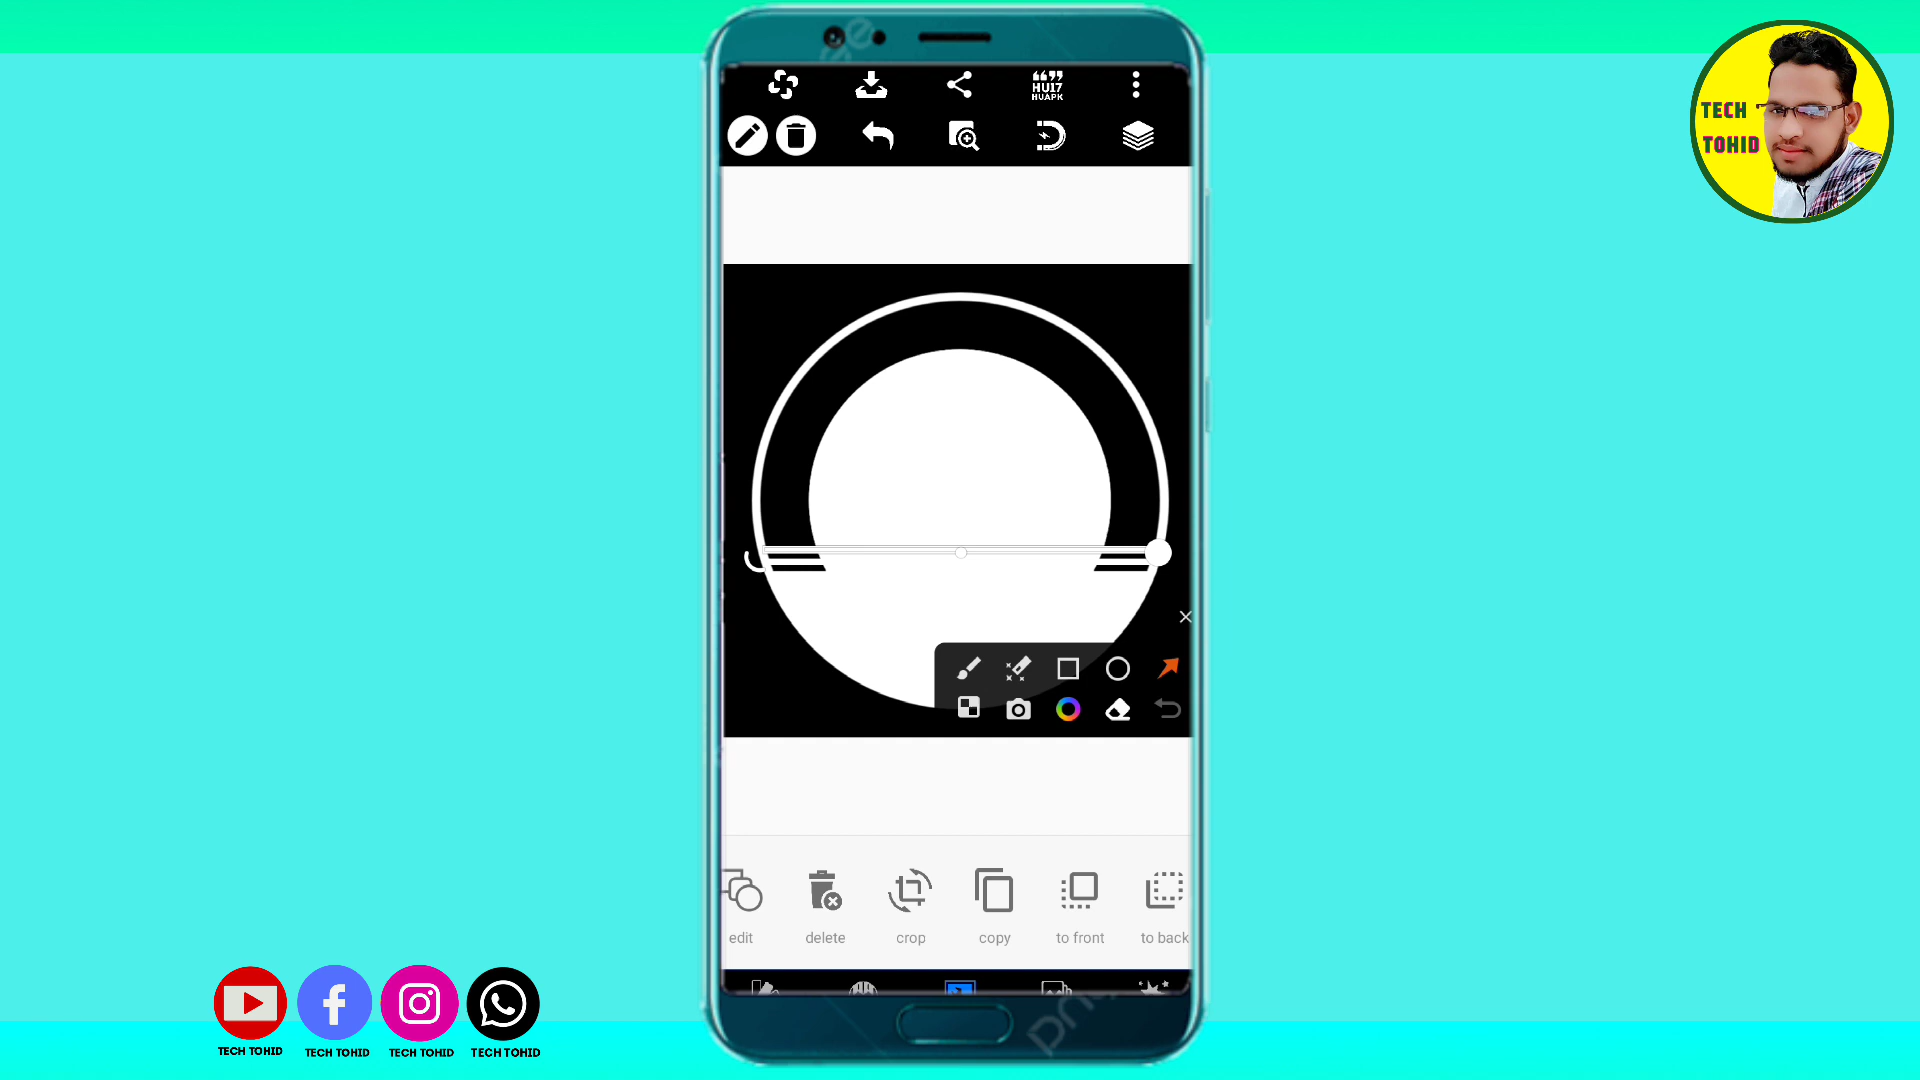 HU17
HUAPK
TECH
TOHID
edit
delete
crop
copy
to front
to back
TECH TOHID
TECH TOHID
TECH TOHID
TECH TOHID